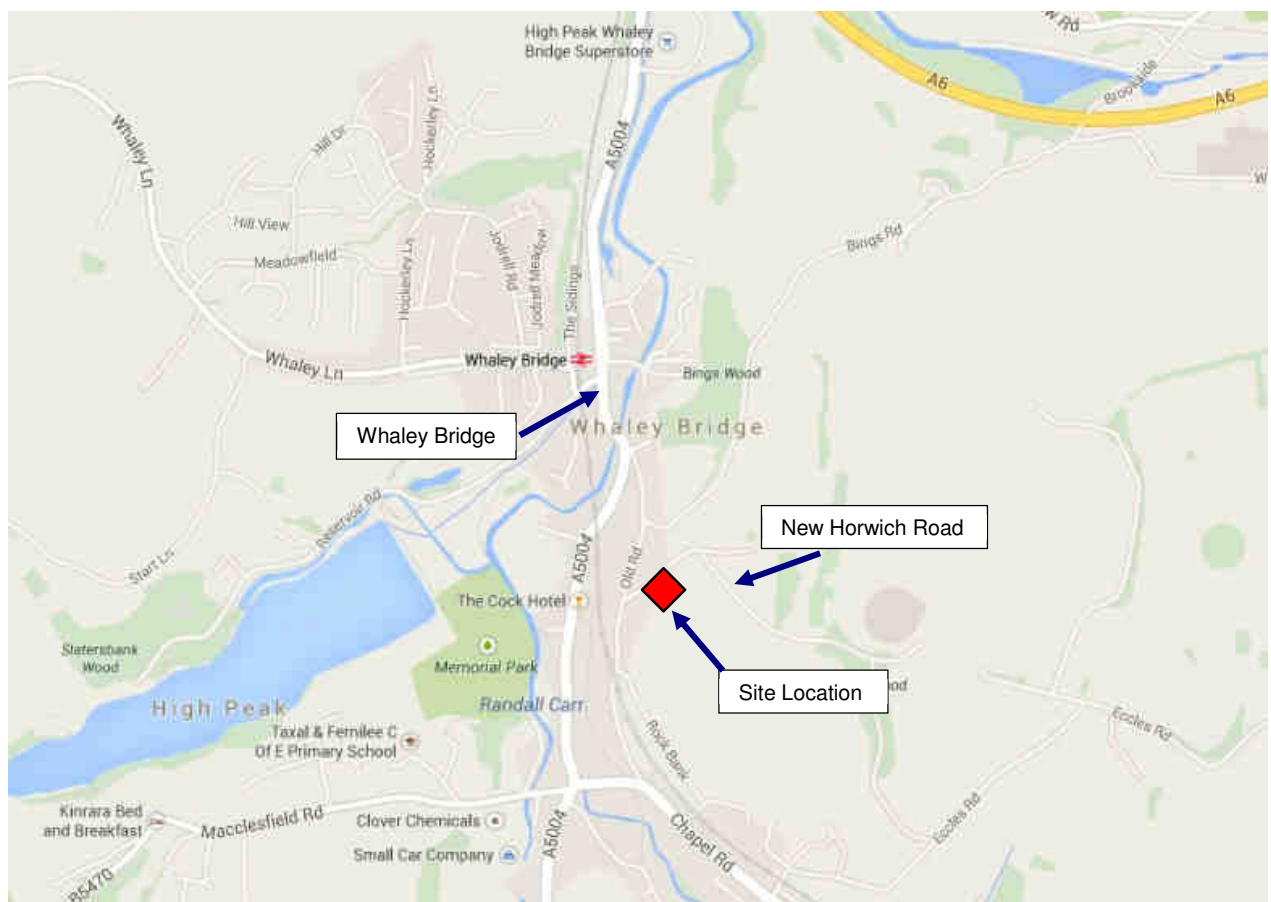 High Peak Whaley
Bridge Superstore
A6
A6
Brookside
A5004
Whaley Ln
Hill Dr
Hockerley Ln
Hill View
Meadowfield
Hockerley Ln
Jodrell Rd
Jodrell Meadow
The Sidings
Bings Rd
Whaley Ln
Whaley Bridge
Bings Wood
Whaley Bridge
Whaley Bridge
Reservoir Rd
Start Ln
New Horwich Road
Old Rd
A5004
The Cock Hotel
Slatersbank
Wood
Memorial Park
Site Location
High Peak
Randall Carr
Taxal & Fernilee C
Of E Primary School
Rock Bank
Eccles Rd
Kinrara Bed
and Breakfast
Macclesfield Rd
Clover Chemicals
Small Car Company
A5004
Chapel Rd
Eccles Rd
B5470